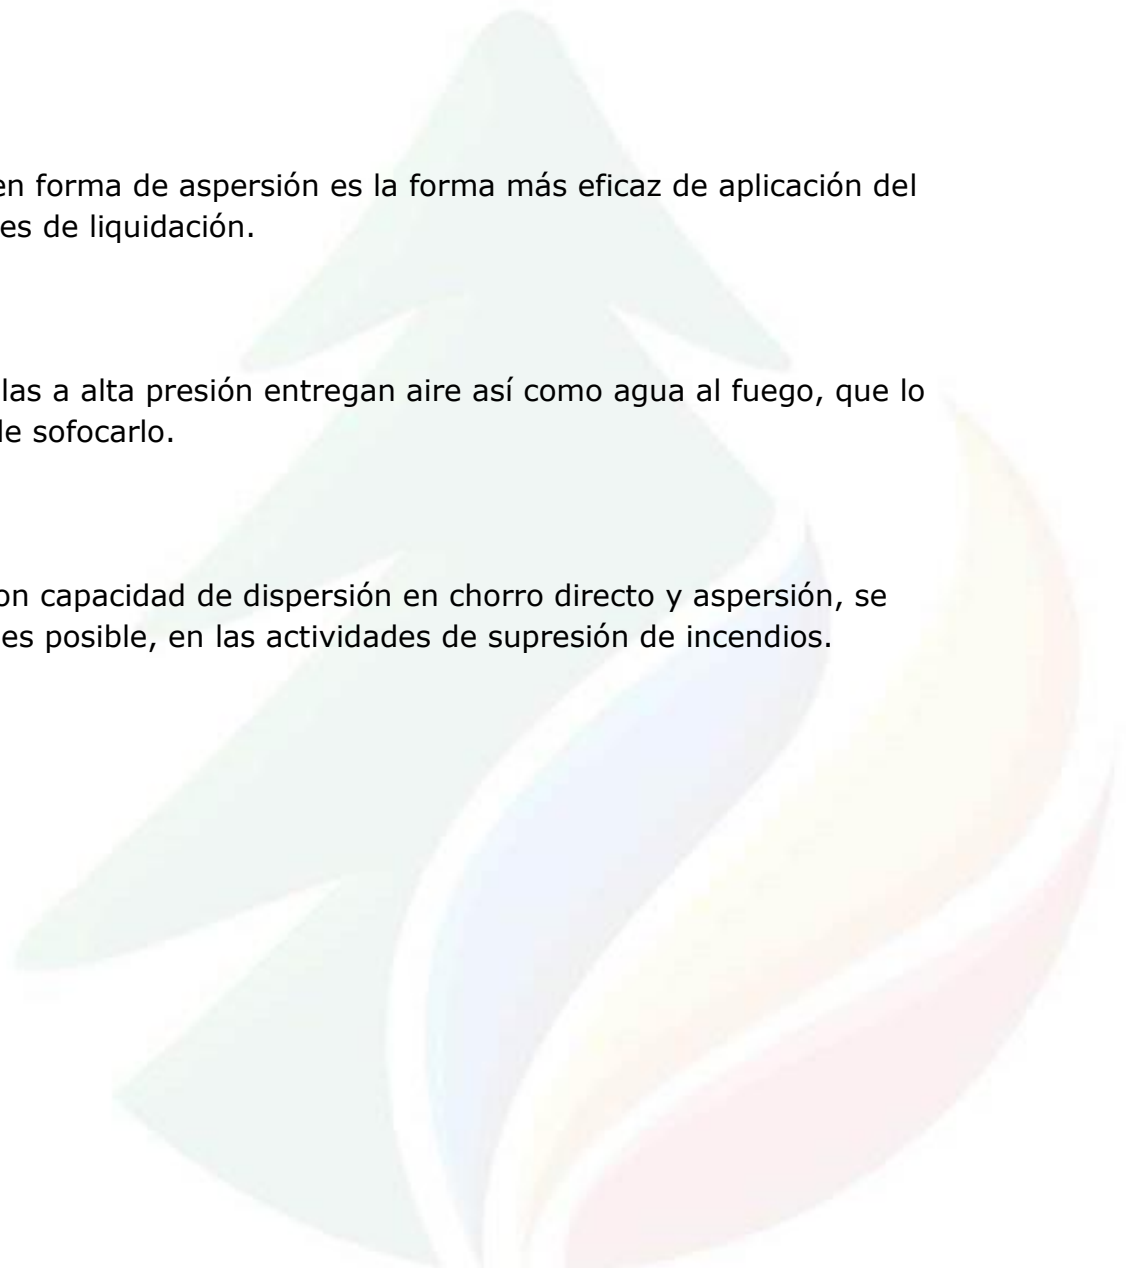 en forma de aspersión es la forma más eficaz de aplicación del
es de liquidación.
las a alta presión entregan aire así como agua al fuego, que lo
de sofocarlo.
on capacidad de dispersión en chorro directo y aspersión, se
es posible, en las actividades de supresión de incendios.